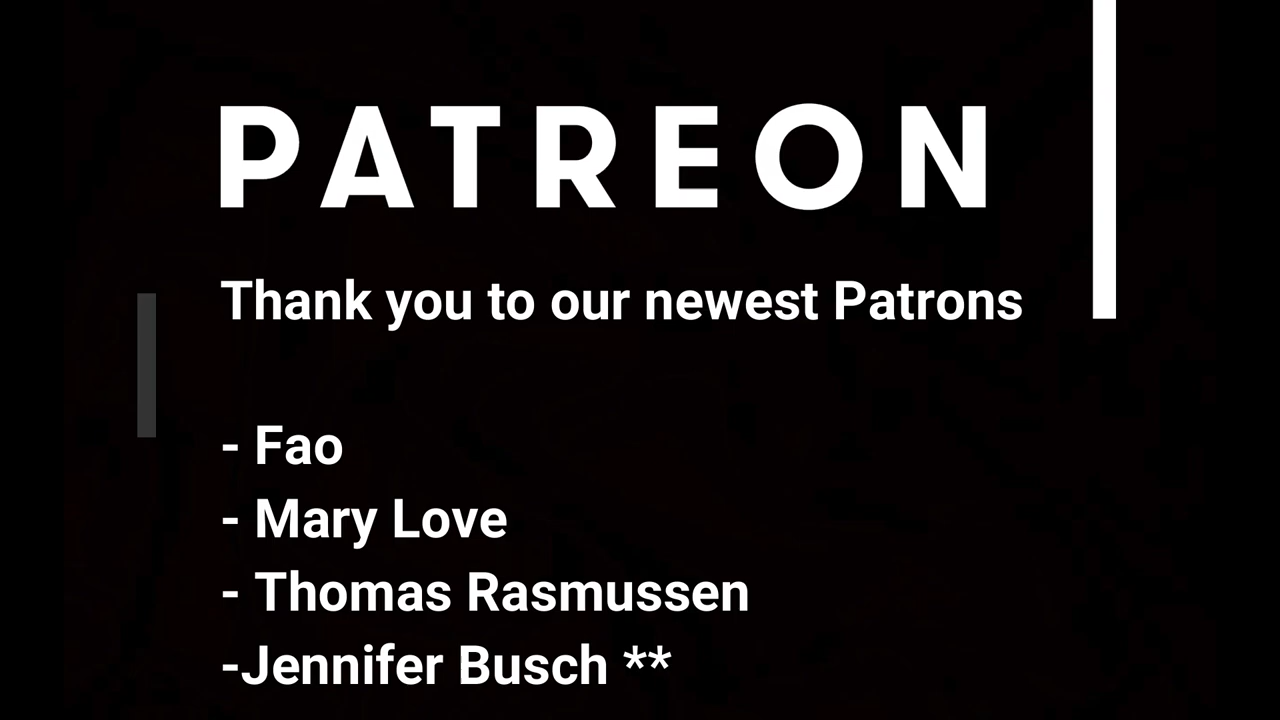 PATREON
Thank you to our newest Patrons
- Fao
- Mary Love
- Thomas Rasmussen
-Jennifer Busch **